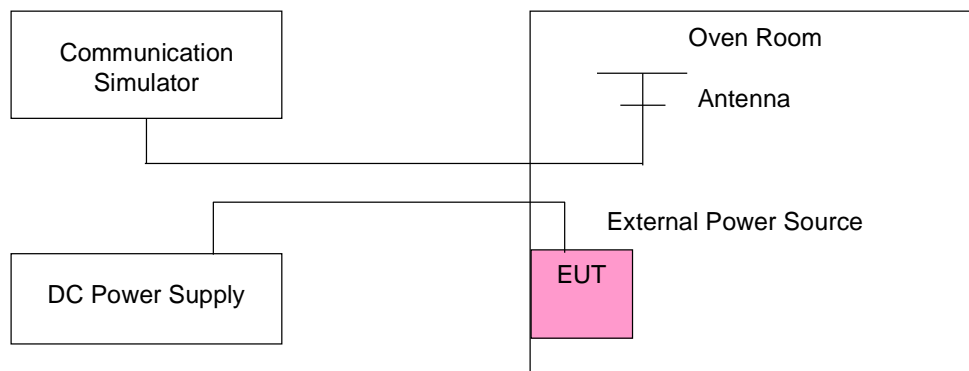 Communication
Simulator
Oven Room
Antenna
External Power Source
EUT
DC Power Supply